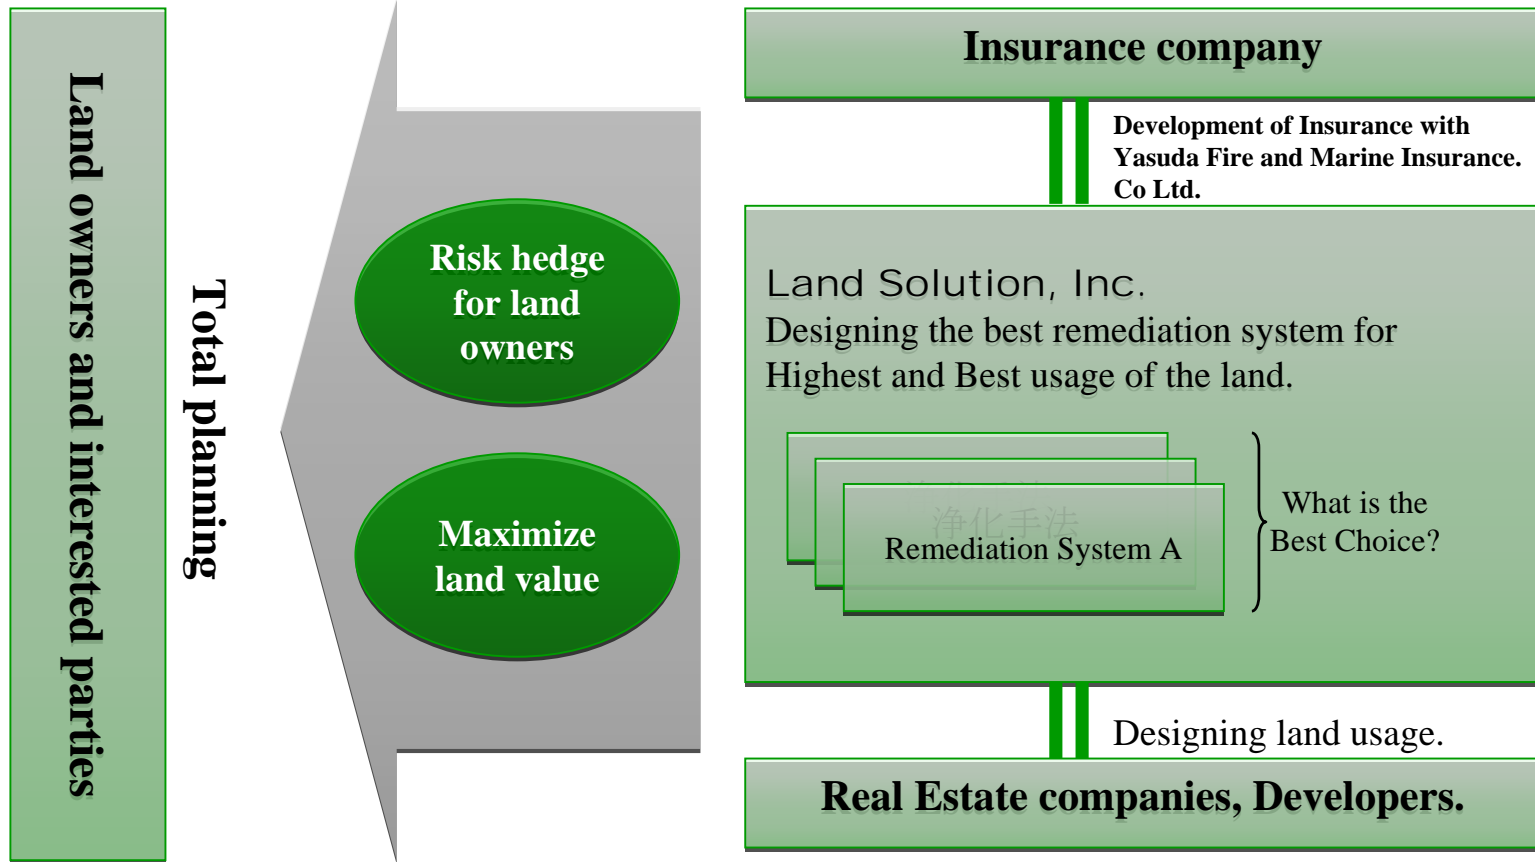 Land owners and interested parties
Total planning
Risk hedge
for land
owners
Maximize
land value
Insurance company
Development of Insurance with
Yasuda Fire and Marine Insurance.
Co Ltd.
Land Solution, Inc.
Designing the best remediation system for
Highest and Best usage of the land.
浄化手法
Remediation System A
What is the
Best Choice?
Designing land usage.
Real Estate companies, Developers.